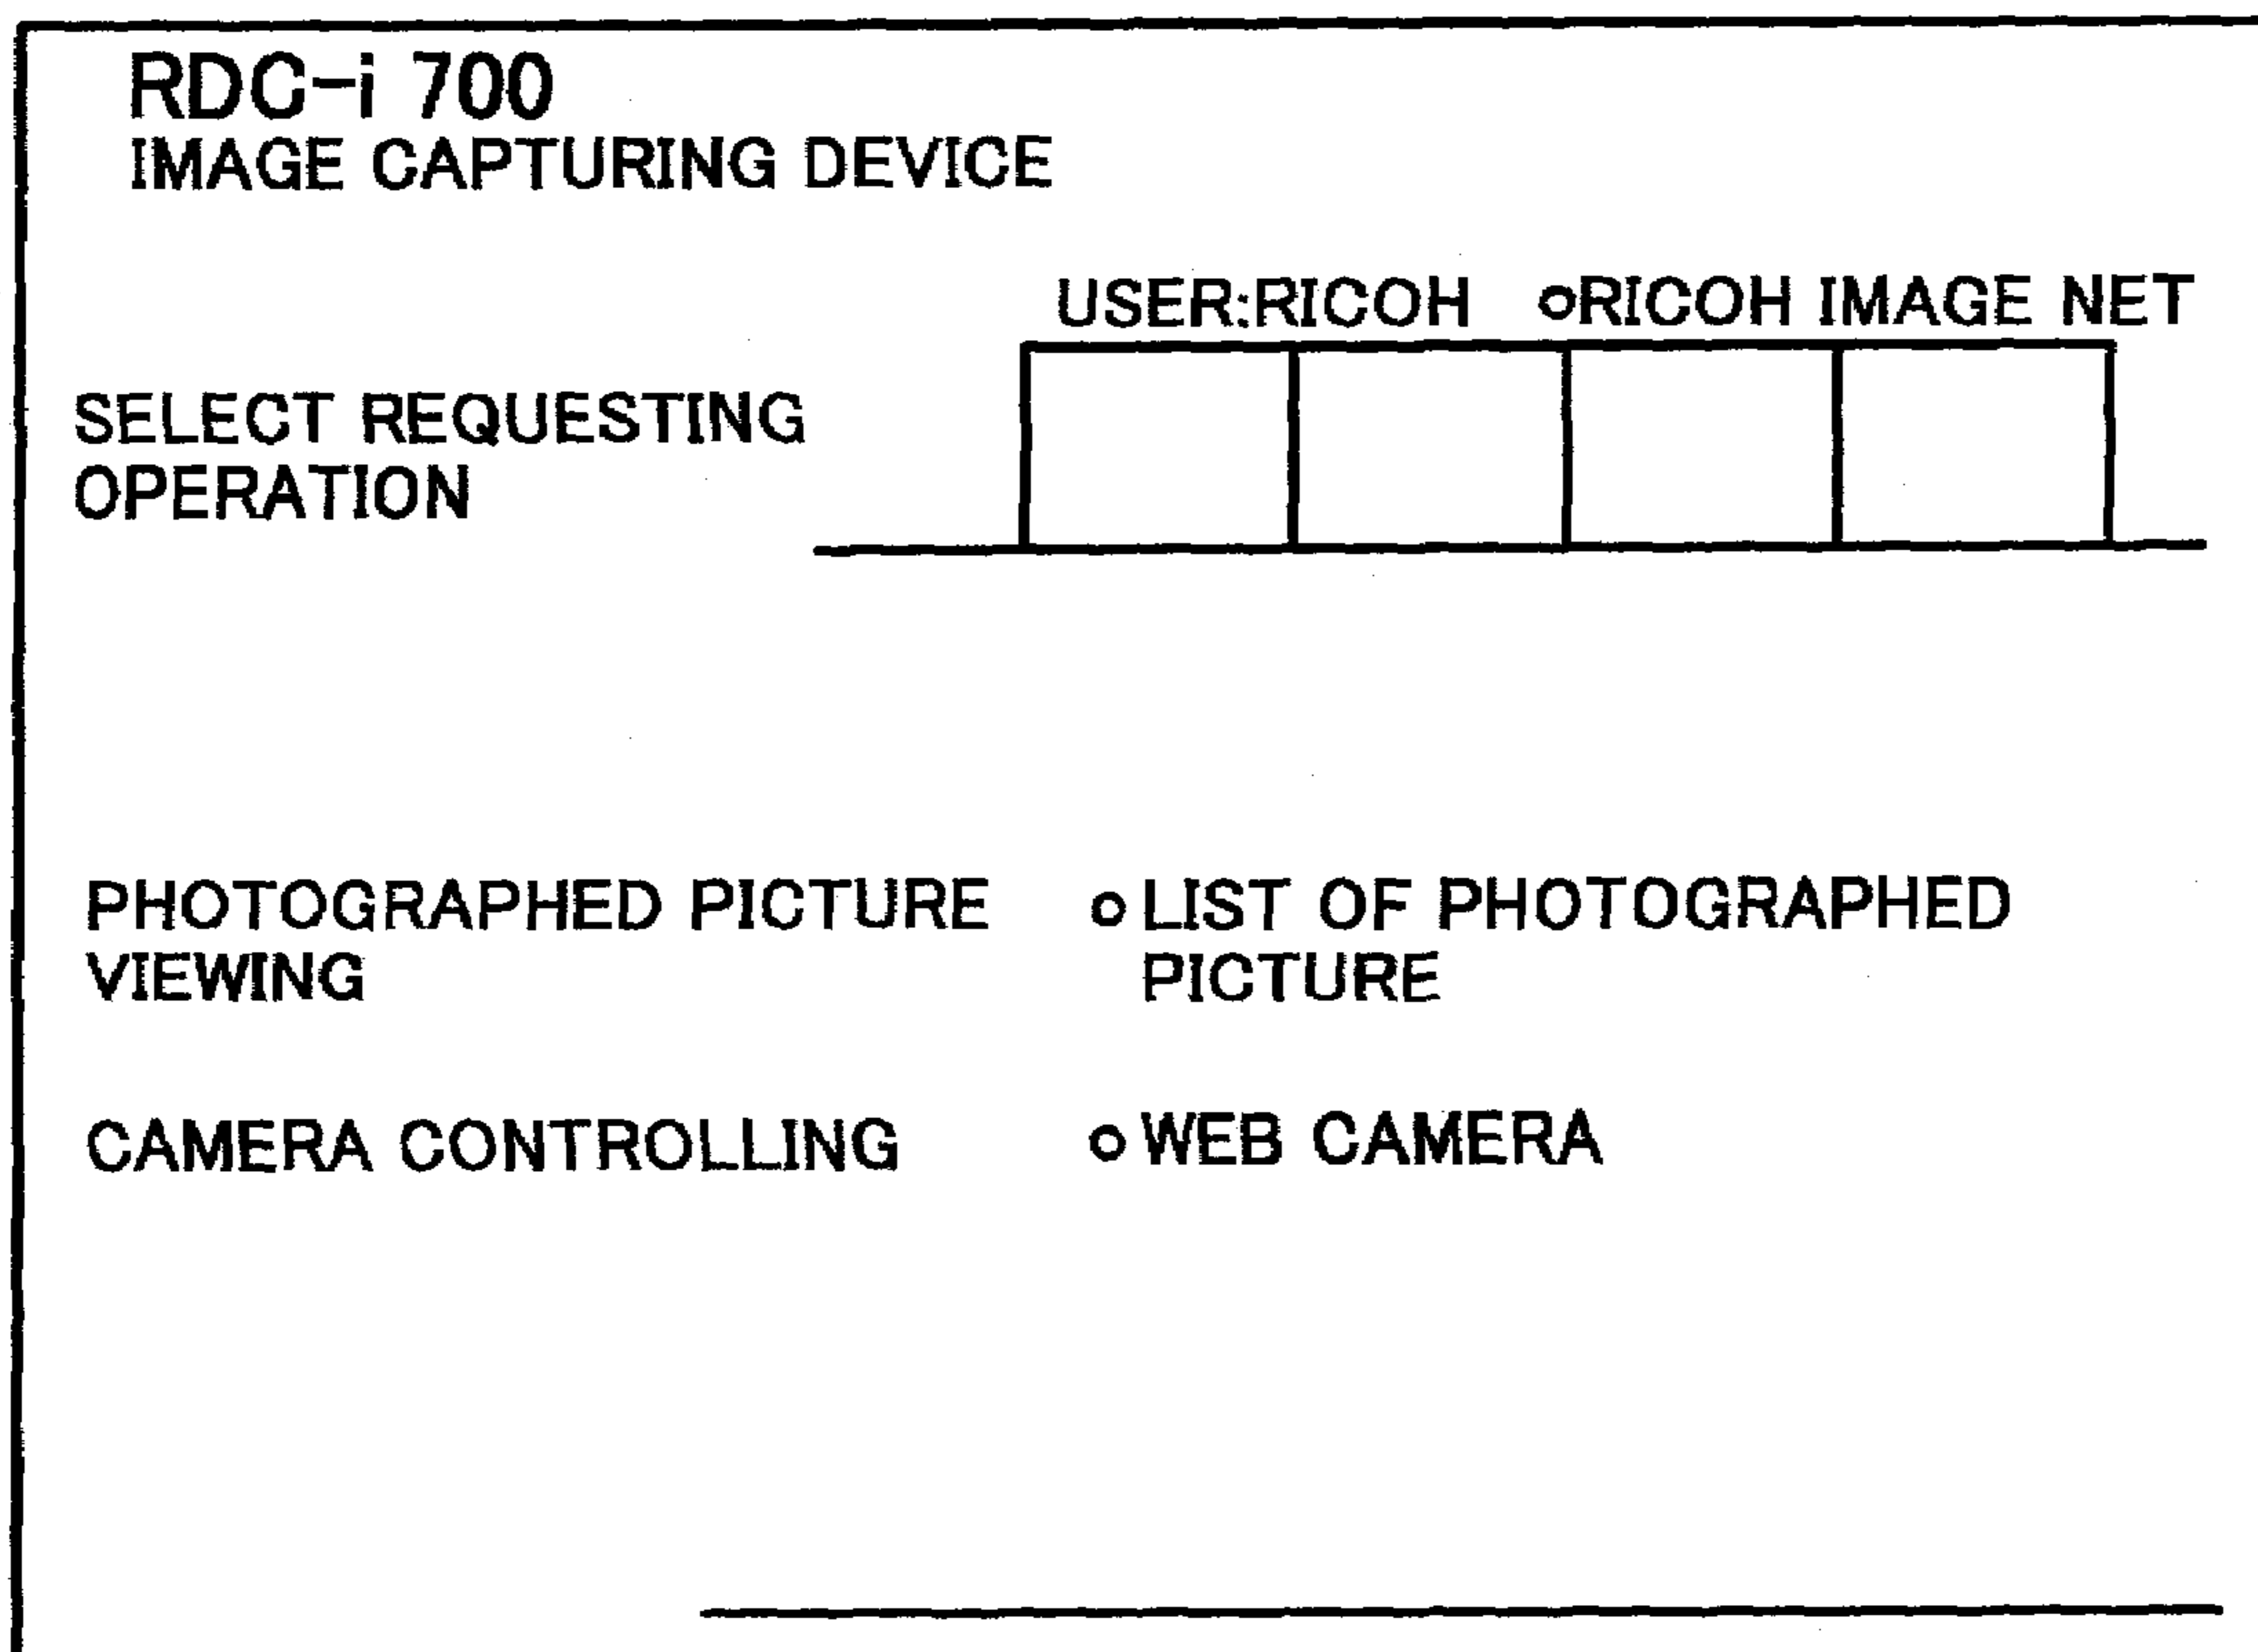 RDC-i 700
IMAGE CAPTURING DEVICE
USER:RICOH oRICOH IMAGE NET
SELECT REQUESTING
OPERATION
PHOTOGRAPHED PICTURE o LIST OF PHOTOGRAPHED
VIEWING PICTURE
CAMERA CONTROLLING o WEB CAMERA